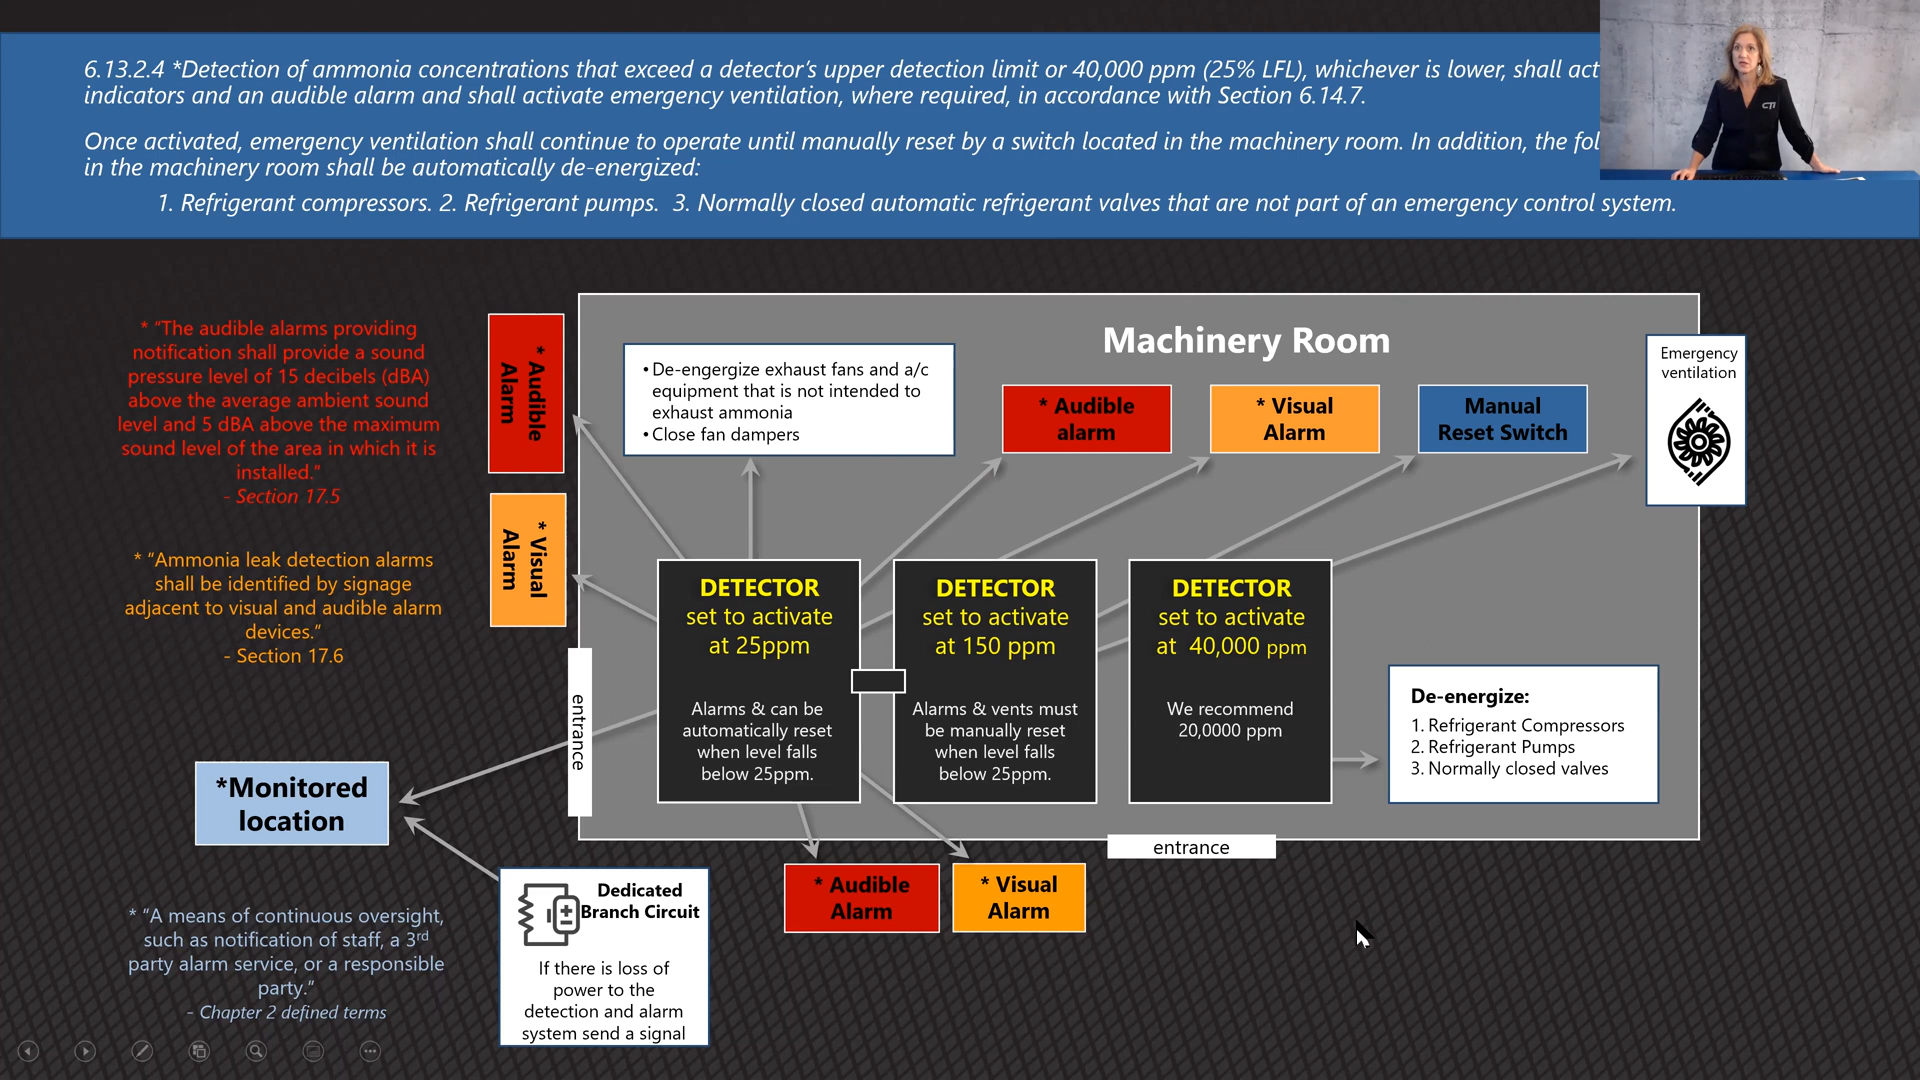 6.13.2.4 *Detection of ammonia concentrations that exceed a detector's upper detection limit or 40,000 ppm (25% LFL), whichever is lower, shall act
indicators and an audible alarm and shall activate emergency ventilation, where required, in accordance with Section 6.14.7.
Once activated, emergency ventilation shall continue to operate until manually reset by a switch located in the machinery room. In addition, the fol
in the machinery room shall be automatically de-energized:
1. Refrigerant compressors. 2. Refrigerant pumps. 3. Normally closed automatic refrigerant valves that are not part of an emergency control system.
CTI
* "The audible alarms providing
notification shall provide a sound
pressure level of 15 decibels (dBA)
above the average ambient sound
level and 5 dBA above the maximum
sound level of the area in which it is
installed."
- Section 17.5
* "Ammonia leak detection alarms
shall be identified by signage
adjacent to visual and audible alarm
devices."
- Section 17.6
* Audible
Alarm
* Visual
Alarm
entrance
Machinery Room
• De-engergize exhaust fans and a/c
equipment that is not intended to
exhaust ammonia
• Close fan dampers
* Audible
alarm
* Visual
Alarm
Manual
Reset Switch
Emergency
ventilation
DETECTOR
set to activate
at 25ppm
Alarms & can be
automatically reset
when level falls
below 25ppm.
DETECTOR
set to activate
at 150 ppm
Alarms & vents must
be manually reset
when level falls
below 25ppm.
DETECTOR
set to activate
at 40,000 ppm
We recommend
20,0000 ppm
De-energize:
1. Refrigerant Compressors
2. Refrigerant Pumps
3. Normally closed valves
entrance
*Monitored
location
* "A means of continuous oversight,
such as notification of staff, a 3rd
party alarm service, or a responsible
party."
- Chapter 2 defined terms
Dedicated
Branch Circuit
If there is loss of
power to the
detection and alarm
system send a signal
* Audible
Alarm
* Visual
Alarm